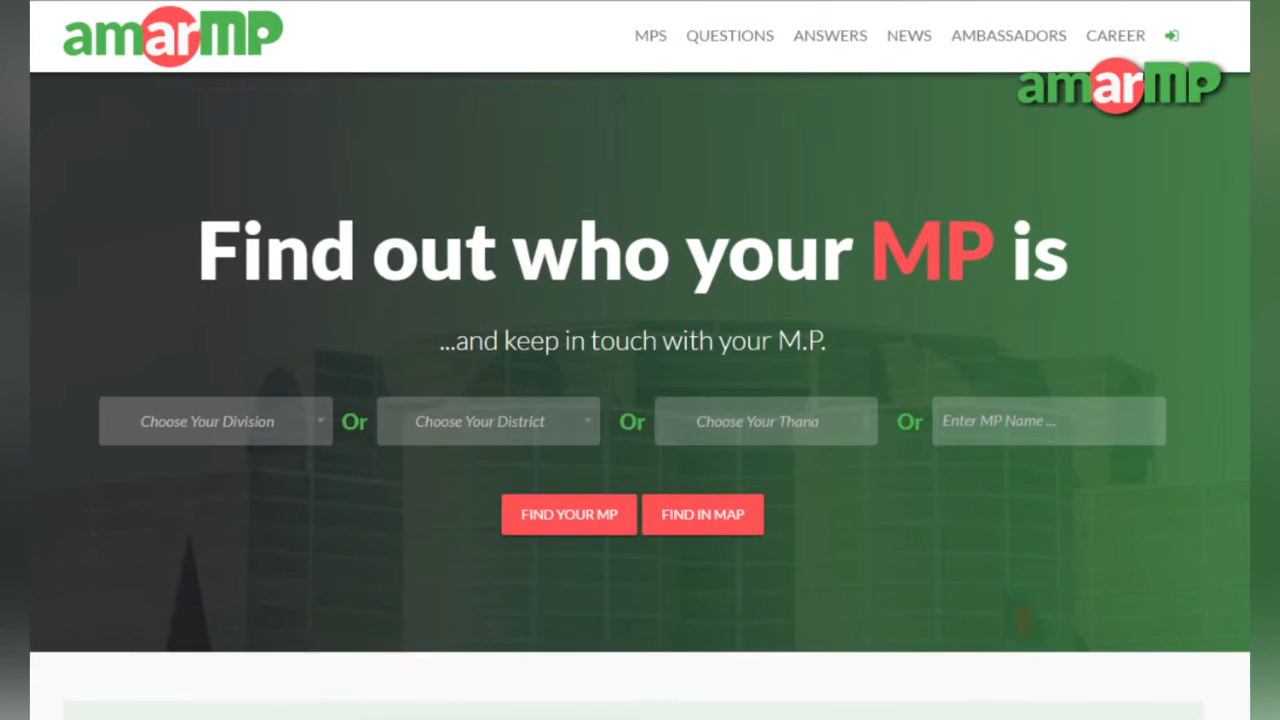 amarMP
MPS QUESTIONS ANSWERS NEWS AMBASSADORS CAREER
amarMP
Find out who your MP is
...and keep in touch with your M.P.
Choose Your Division Or Choose Your District Or Choose Your Thana Or Enter MP Name ...
FIND YOUR MP FIND IN MAP